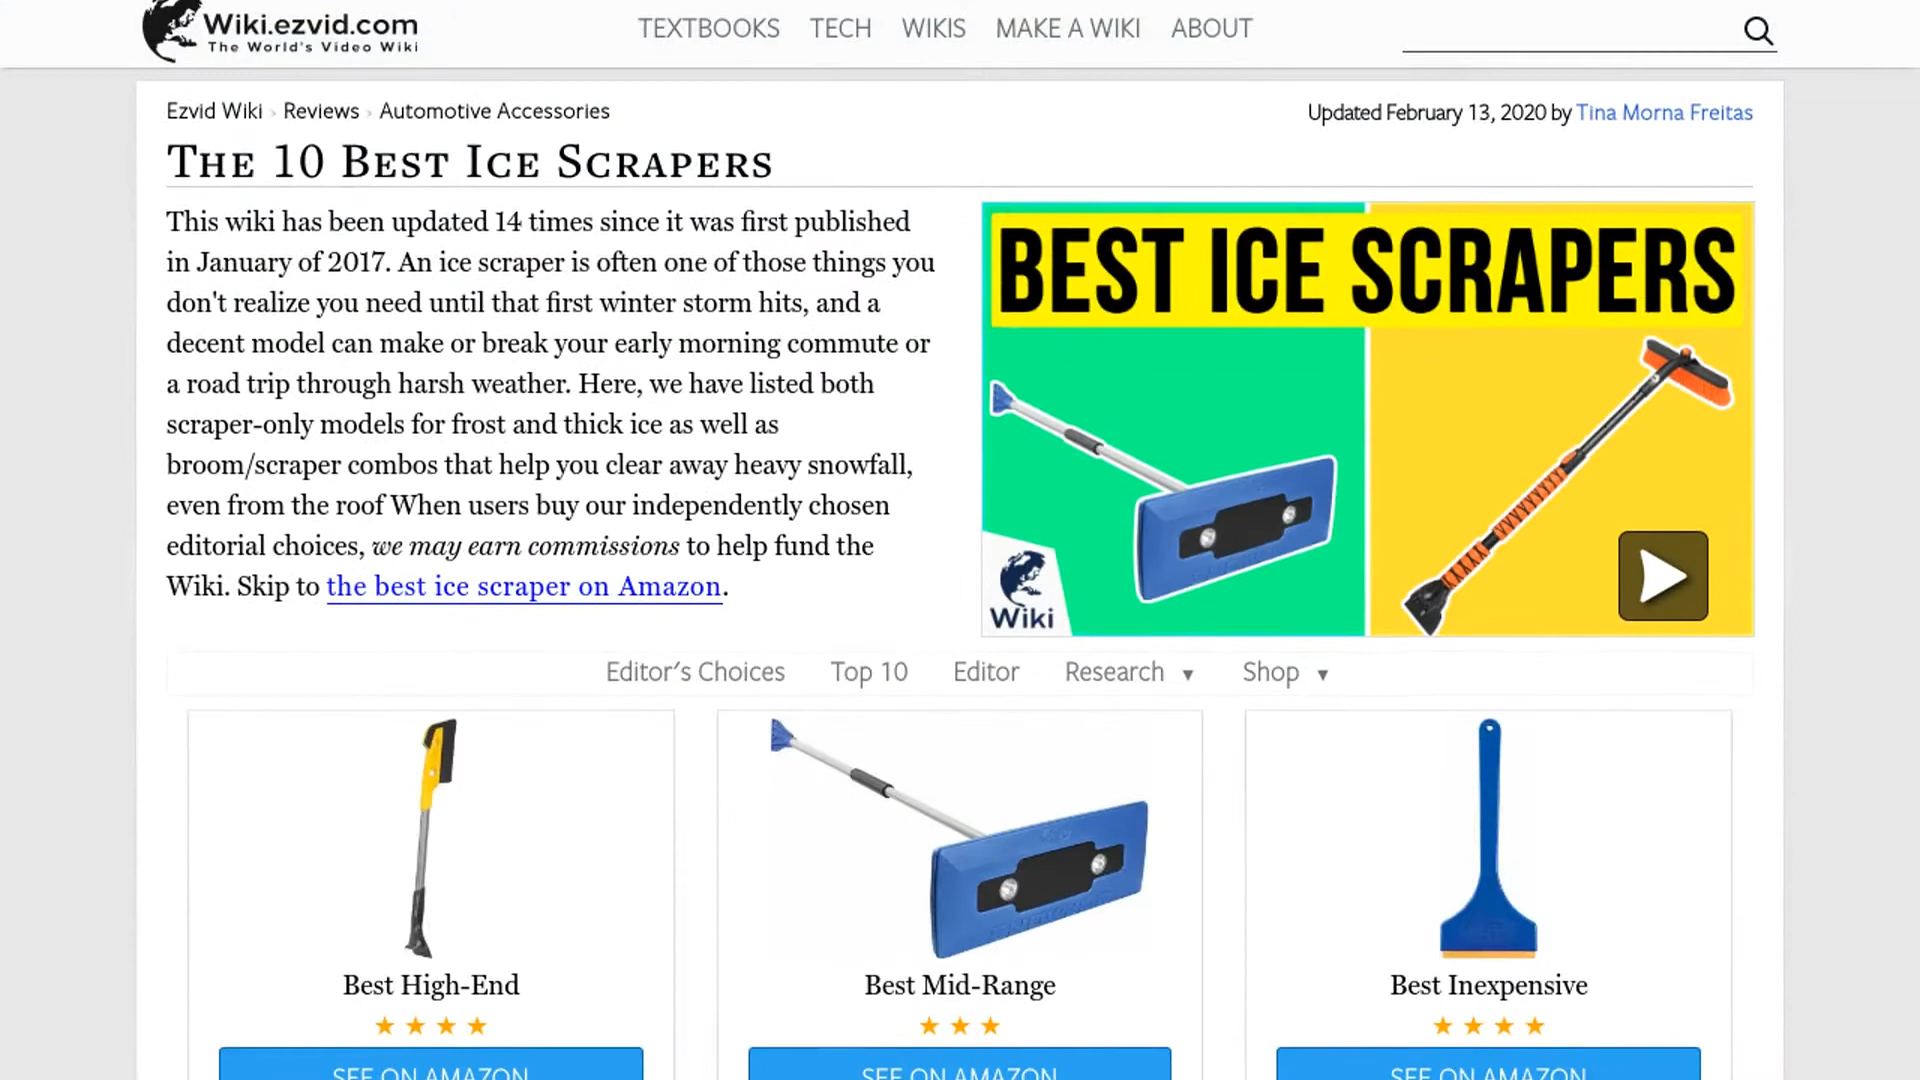 Wiki.ezvid.com
The World's Video Wiki
TEXTBOOKS TECH WIKIS MAKE A WIKI ABOUT
Ezvid Wiki › Reviews › Automotive Accessories
Updated February 13, 2020 by Tina Morna Freitas
The 10 Best Ice Scrapers
This wiki has been updated 14 times since it was first published
in January of 2017. An ice scraper is often one of those things you
don't realize you need until that first winter storm hits, and a
decent model can make or break your early morning commute or
a road trip through harsh weather. Here, we have listed both
scraper-only models for frost and thick ice as well as
broom/scraper combos that help you clear away heavy snowfall,
even from the roof When users buy our independently chosen
editorial choices, we may earn commissions to help fund the
Wiki. Skip to the best ice scraper on Amazon.
BEST ICE SCRAPERS
Wiki
Editor's Choices Top 10 Editor Research ▼ Shop ▼
Best High-End
Best Mid-Range
Best Inexpensive
SEE ON AMAZON
SEE ON AMAZON
SEE ON AMAZON